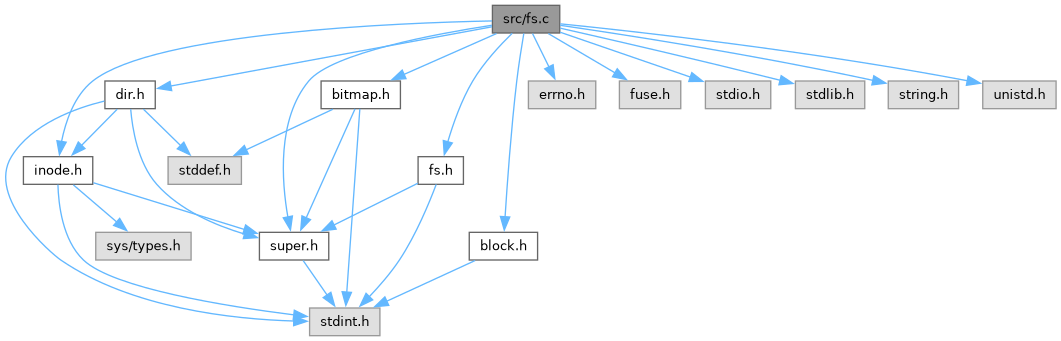 src/fs.c
dir.h
bitmap.h
errno.h
fuse.h
stdio.h
stdlib.h
string.h
unistd.h
inode.h
stddef.h
fs.h
sys/types.h
super.h
block.h
stdint.h